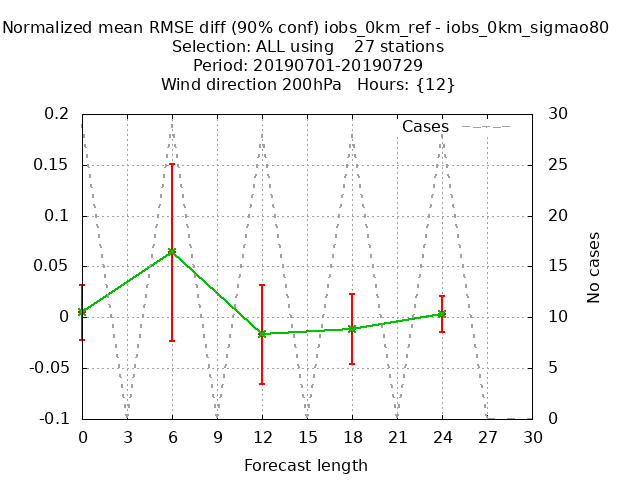 Normalized mean RMSE diff (90% conf) iobs_0km_ref - iobs_0km_sigmao80
Selection: ALL using    27 stations
Period: 20190701-20190729
Wind direction 200hPa   Hours: {12}
Cases
0.2
0.15
0.1
0.05
0
-0.05
-0.1
30
25
20
15
10
5
0
No cases
0 3 6 9 12 15 18 21 24 27 30
Forecast length